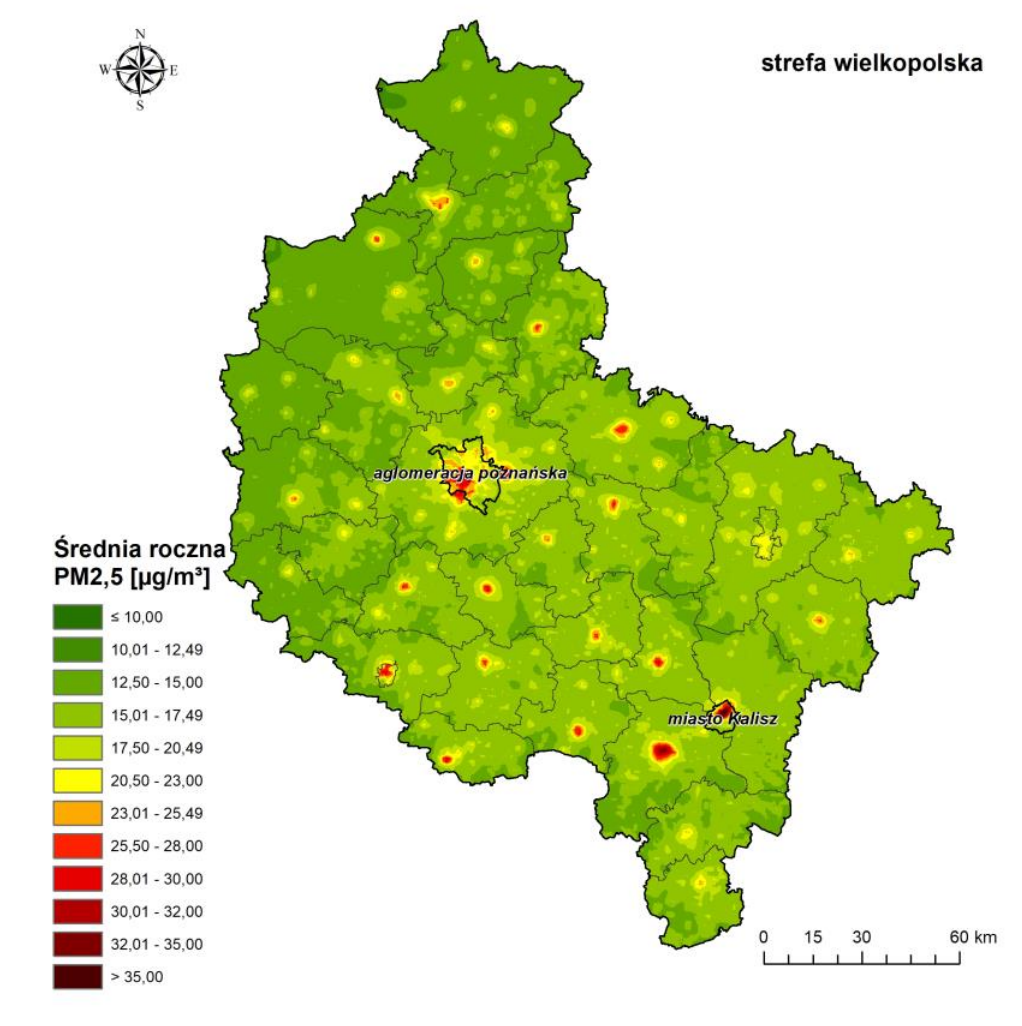 N
W E
S
strefa wielkopolska
aglomeracja poznańska
Średnia roczna
PM2,5 [µg/m³]
≤ 10,00
10,01 - 12,49
12,50 - 15,00
15,01 - 17,49
17,50 - 20,49
20,50 - 23,00
23,01 - 25,49
25,50 - 28,00
28,01 - 30,00
30,01 - 32,00
32,01 - 35,00
> 35,00
miasto Kalisz
0 15 30 60 km